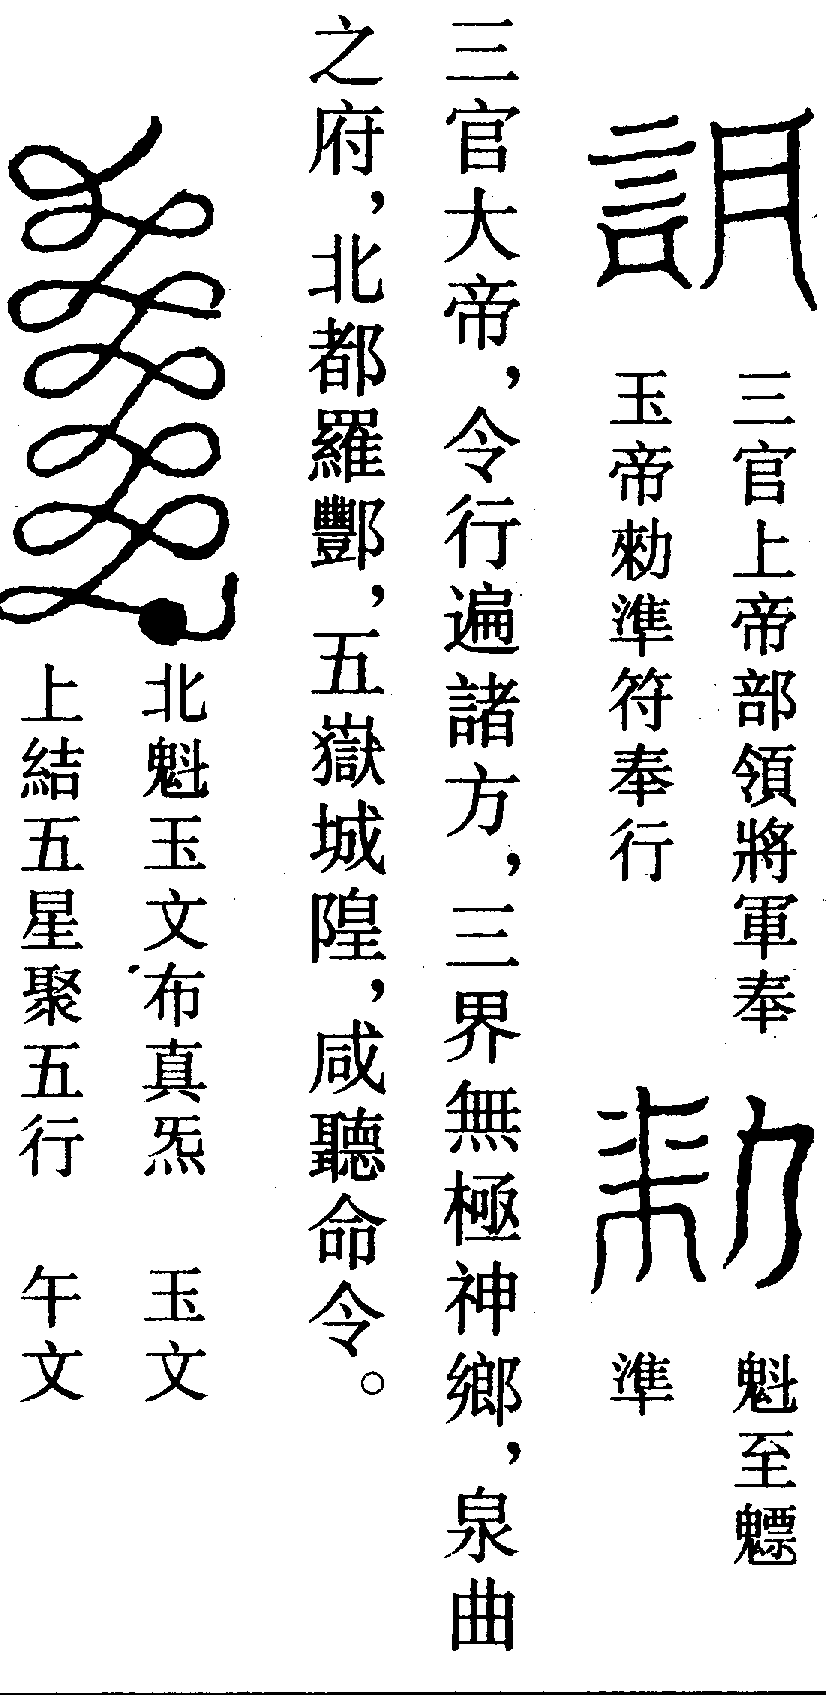 三官上帝部領將軍奉
玉帝勑準符奉行
勑
魁至魒
準
三官大帝，令行遍諸方，三界無極神鄉，泉曲
之府，北都羅酆，五嶽城隍，咸聽命令。
北魁玉文布真炁　玉文
上結五星聚五行　午文